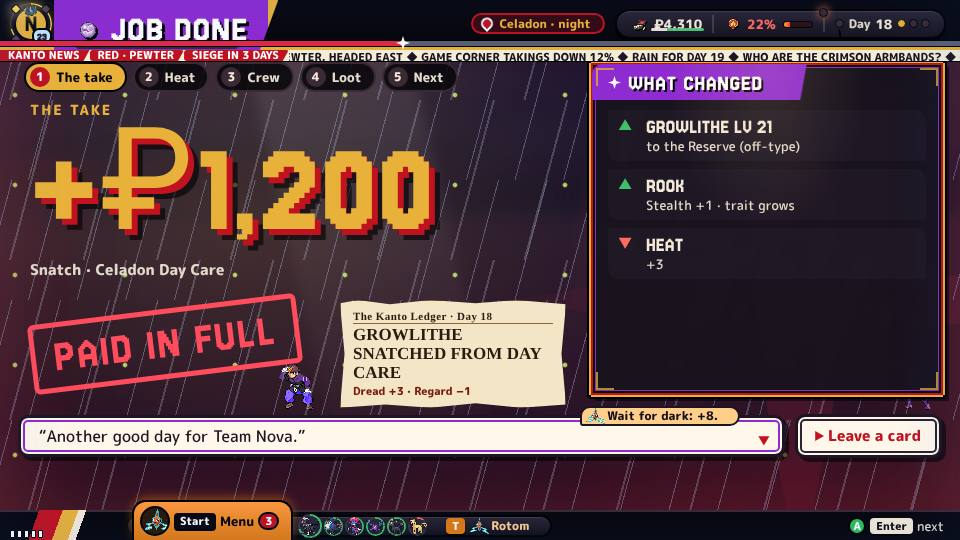 N
23
JOB DONE
Celadon · night
₽4,310
22%
Day 18
KANTO NEWS
RED · PEWTER
SIEGE IN 3 DAYS
WTER, HEADED EAST ◆ GAME CORNER TAKINGS DOWN 12% ◆ RAIN FOR DAY 19 ◆ WHO ARE THE CRIMSON ARMBANDS? ◆
1 The take
2 Heat
3 Crew
4 Loot
5 Next
THE TAKE
+₽1,200
Snatch · Celadon Day Care
PAID IN FULL
The Kanto Ledger · Day 18
GROWLITHE
SNATCHED FROM DAY
CARE
Dread +3 · Regard −1
WHAT CHANGED
GROWLITHE LV 21
to the Reserve (off-type)
ROOK
Stealth +1 · trait grows
HEAT
+3
Wait for dark: +8.
“Another good day for Team Nova.”
Leave a card
Start Menu 3
T Rotom
A Enter next